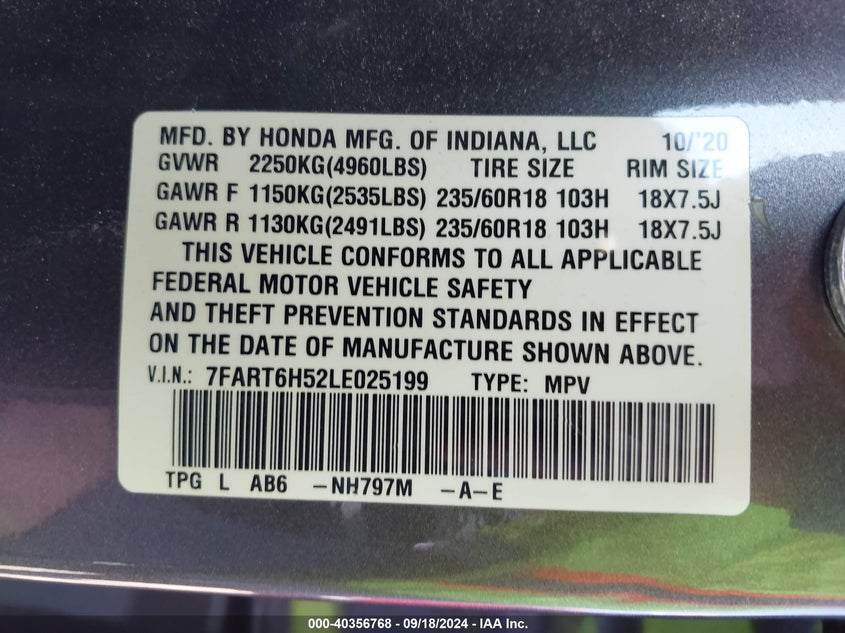 MFD. BY HONDA MFG. OF INDIANA, LLC 10/'20
GVWR 2250KG(4960LBS) TIRE SIZE RIM SIZE
GAWR F 1150KG(2535LBS) 235/60R18 103H 18X7.5J
GAWR R 1130KG(2491LBS) 235/60R18 103H 18X7.5J
THIS VEHICLE CONFORMS TO ALL APPLICABLE
FEDERAL MOTOR VEHICLE SAFETY
AND THEFT PREVENTION STANDARDS IN EFFECT
ON THE DATE OF MANUFACTURE SHOWN ABOVE.
V.I.N.: 7FART6H52LE025199 TYPE: MPV
TPG L AB6 -NH797M -A-E
000-40356768 - 09/18/2024 - IAA Inc.